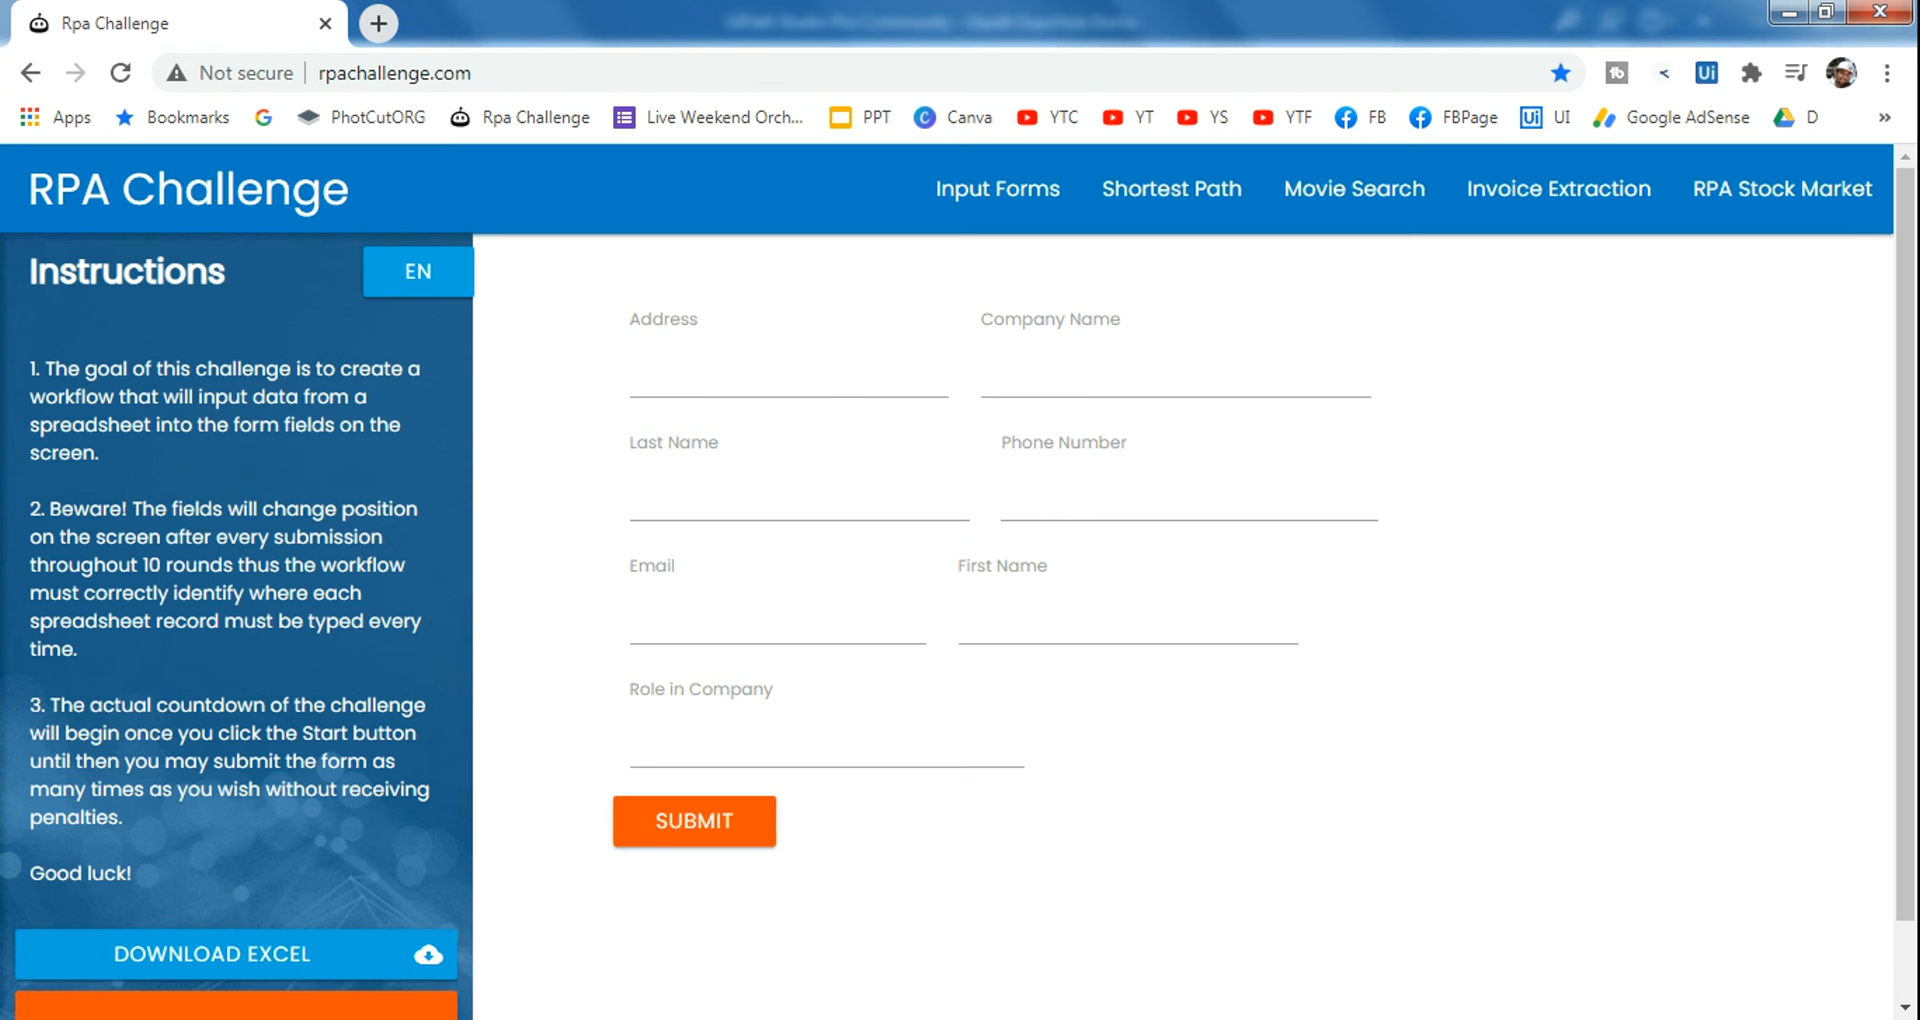 Rpa Challenge
Not secure rpachallenge.com
Apps Bookmarks PhotCutORG Rpa Challenge Live Weekend Orch... PPT Canva YTC YT YS YTF FB FBPage UI Google AdSense D »
RPA Challenge
Input Forms Shortest Path Movie Search Invoice Extraction RPA Stock Market
Instructions
EN
1. The goal of this challenge is to create a
workflow that will input data from a
spreadsheet into the form fields on the
screen.
2. Beware! The fields will change position
on the screen after every submission
throughout 10 rounds thus the workflow
must correctly identify where each
spreadsheet record must be typed every
time.
3. The actual countdown of the challenge
will begin once you click the Start button
until then you may submit the form as
many times as you wish without receiving
penalties.
Good luck!
DOWNLOAD EXCEL
Address Company Name
Last Name Phone Number
Email First Name
Role in Company
SUBMIT